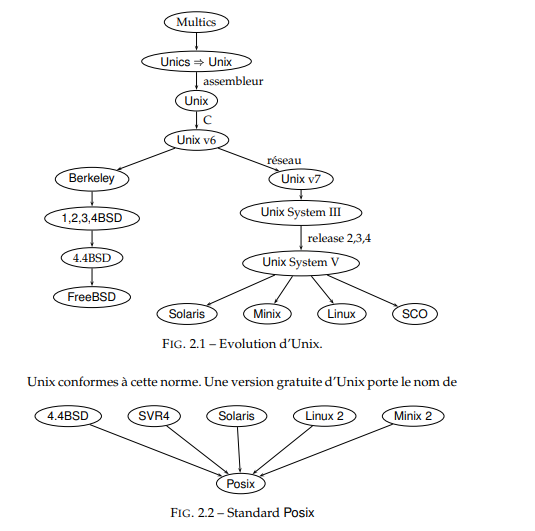 Multics
Unics ⇒ Unix
assembleur
Unix
C
Unix v6
réseau
Berkeley
Unix v7
1,2,3,4BSD
Unix System III
release 2,3,4
4.4BSD
Unix System V
FreeBSD
Solaris
Minix
Linux
SCO
FIG. 2.1 – Evolution d'Unix.
Unix conformes à cette norme. Une version gratuite d'Unix porte le nom de
4.4BSD
SVR4
Solaris
Linux 2
Minix 2
Posix
FIG. 2.2 – Standard Posix